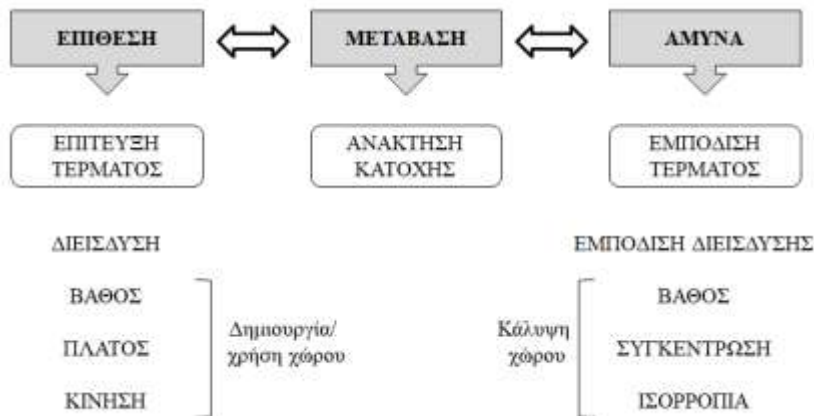 ΕΠΙΘΕΣΗ
ΜΕΤΑΒΑΣΗ
ΑΜΥΝΑ
ΕΠΙΤΕΥΞΗ
ΤΕΡΜΑΤΟΣ
ΑΝΑΚΤΗΣΗ
ΚΑΤΟΧΗΣ
ΕΜΠΟΔΙΣΗ
ΤΕΡΜΑΤΟΣ
ΔΙΕΙΣΔΥΣΗ
ΕΜΠΟΔΙΣΗ ΔΙΕΙΣΔΥΣΗΣ
ΒΑΘΟΣ
ΠΛΑΤΟΣ
ΚΙΝΗΣΗ
Δημιουργία/
χρήση χώρου
Κάλυψη
χώρου
ΒΑΘΟΣ
ΣΥΓΚΕΝΤΡΩΣΗ
ΙΣΟΡΡΟΠΙΑ